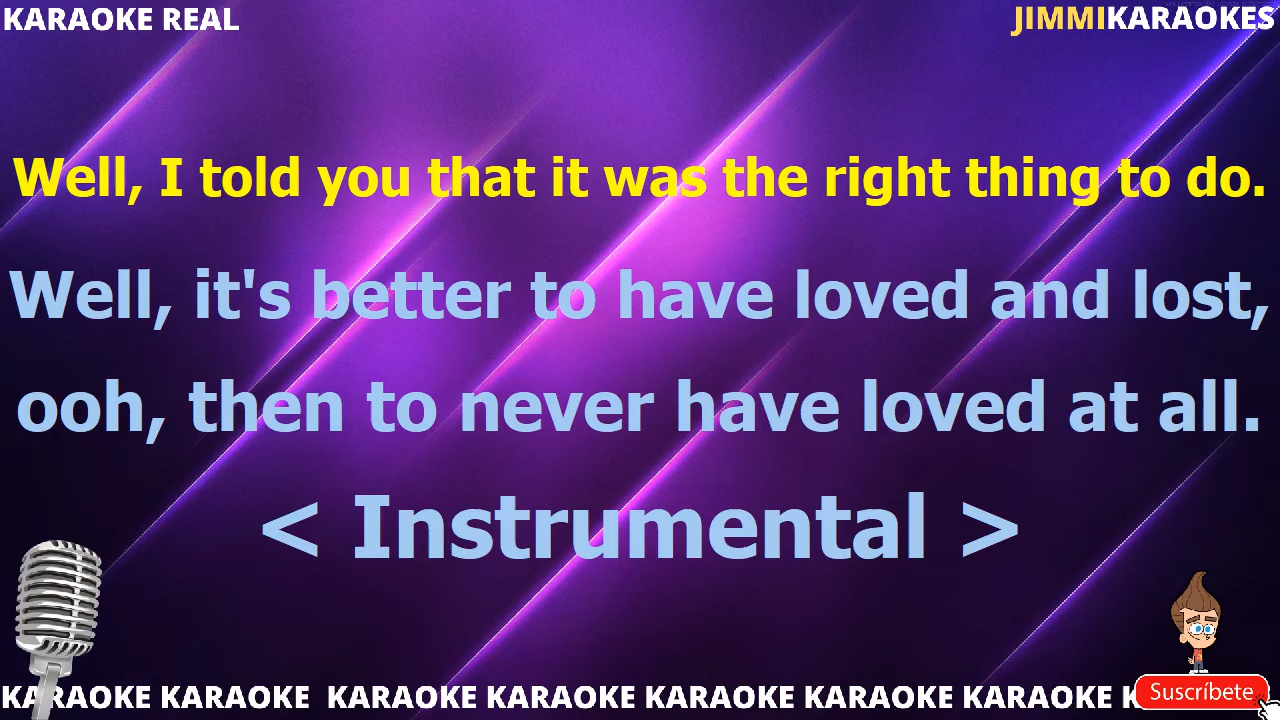 KARAOKE REAL
JIMMIKARAOKES
Well, I told you that it was the right thing to do.
Well, it's better to have loved and lost,
ooh, then to never have loved at all.
< Instrumental >
KARAOKE KARAOKE KARAOKE KARAOKE KARAOKE KARAOKE KARAOKE K
Suscríbete